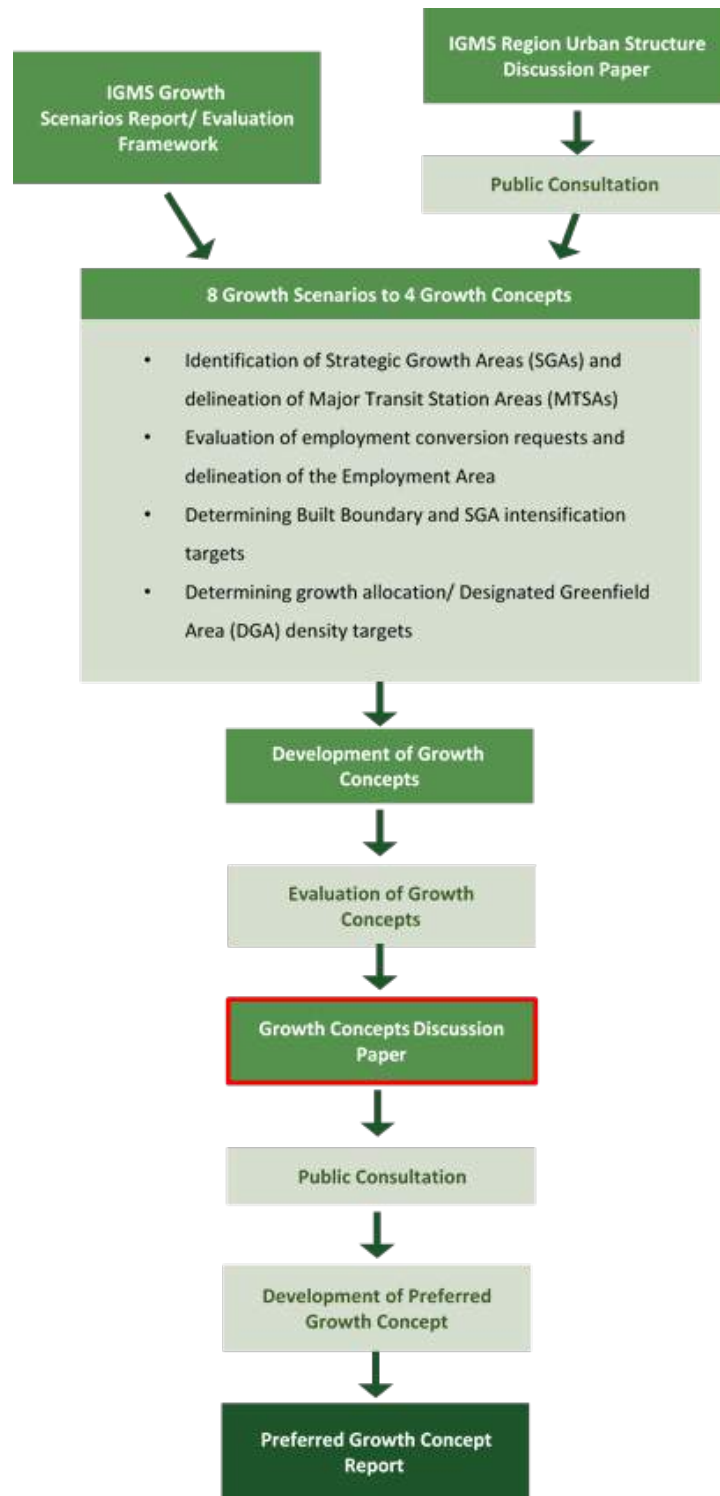 IGMS Growth
Scenarios Report/ Evaluation
Framework
IGMS Region Urban Structure
Discussion Paper
Public Consultation
8 Growth Scenarios to 4 Growth Concepts
• Identification of Strategic Growth Areas (SGAs) and
delineation of Major Transit Station Areas (MTSAs)
• Evaluation of employment conversion requests and
delineation of the Employment Area
• Determining Built Boundary and SGA intensification
targets
• Determining growth allocation/ Designated Greenfield
Area (DGA) density targets
Development of Growth
Concepts
Evaluation of Growth
Concepts
Growth Concepts Discussion
Paper
Public Consultation
Development of Preferred
Growth Concept
Preferred Growth Concept
Report